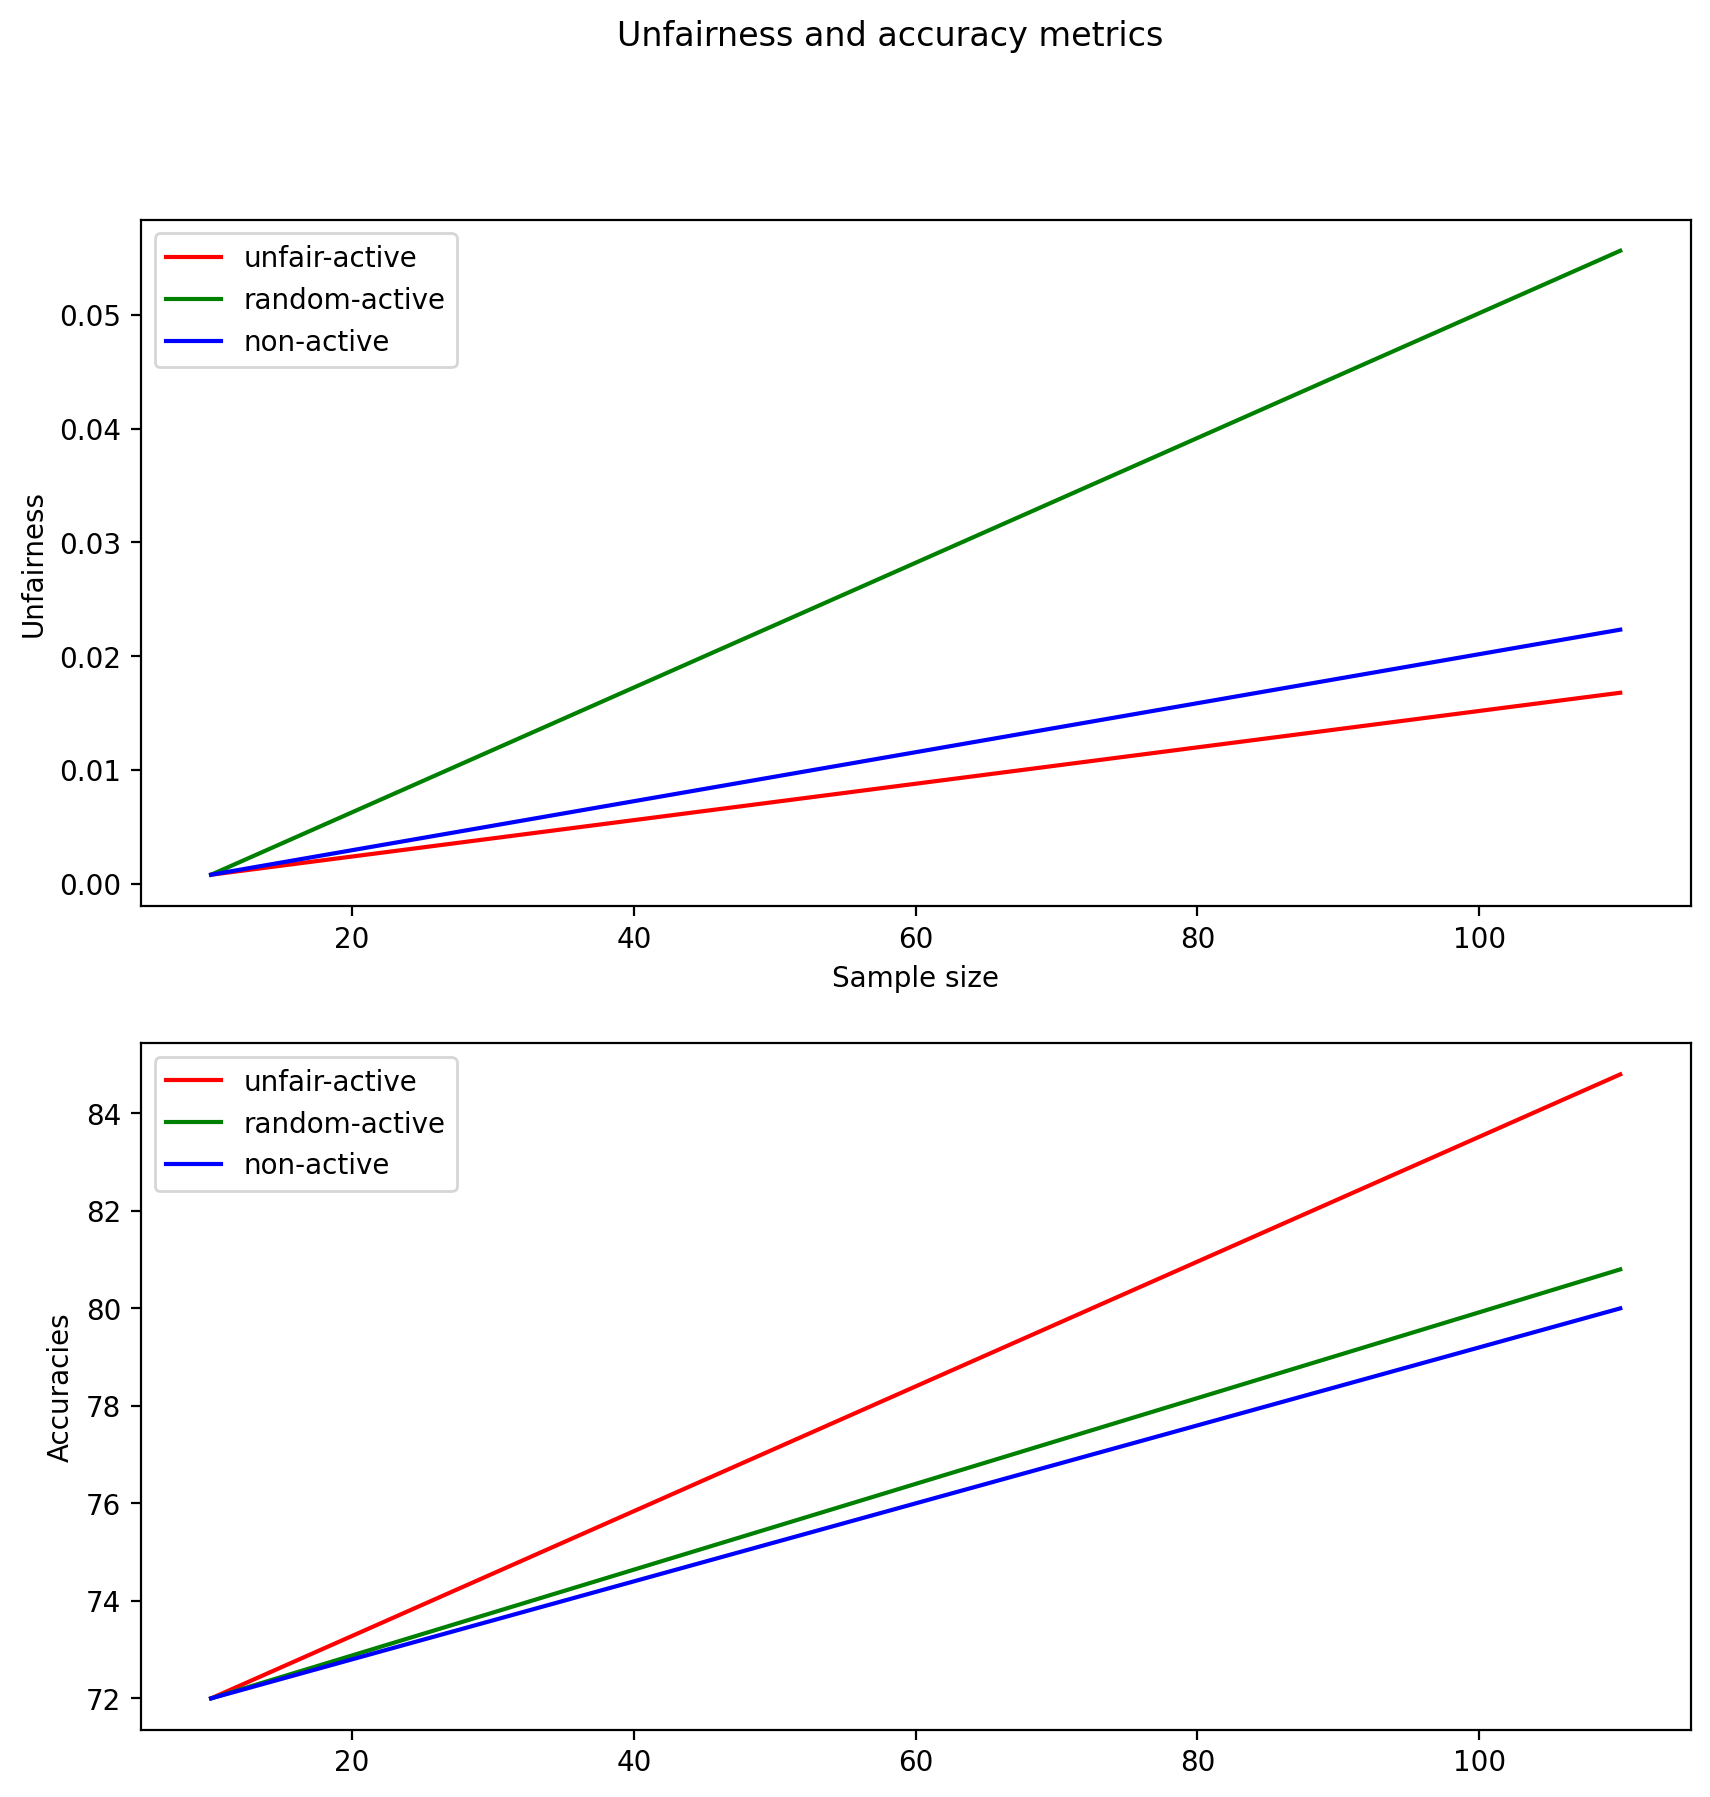 Unfairness and accuracy metrics
unfair-active
random-active
non-active
0.05
0.04
0.03
0.02
0.01
0.00
Unfairness
20 40 60 80 100
Sample size
unfair-active
random-active
non-active
84
82
80
78
76
74
72
Accuracies
20 40 60 80 100